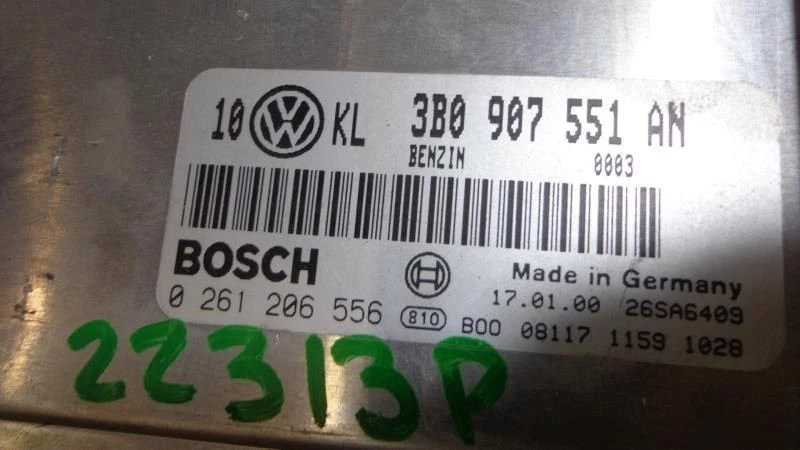 10 VW KL 3B0 907 551 AN
BENZIN 0003
BOSCH Made in Germany
0 261 206 556 810 17.01.00 26SA6409
B00 08117 1159 1028
22313P